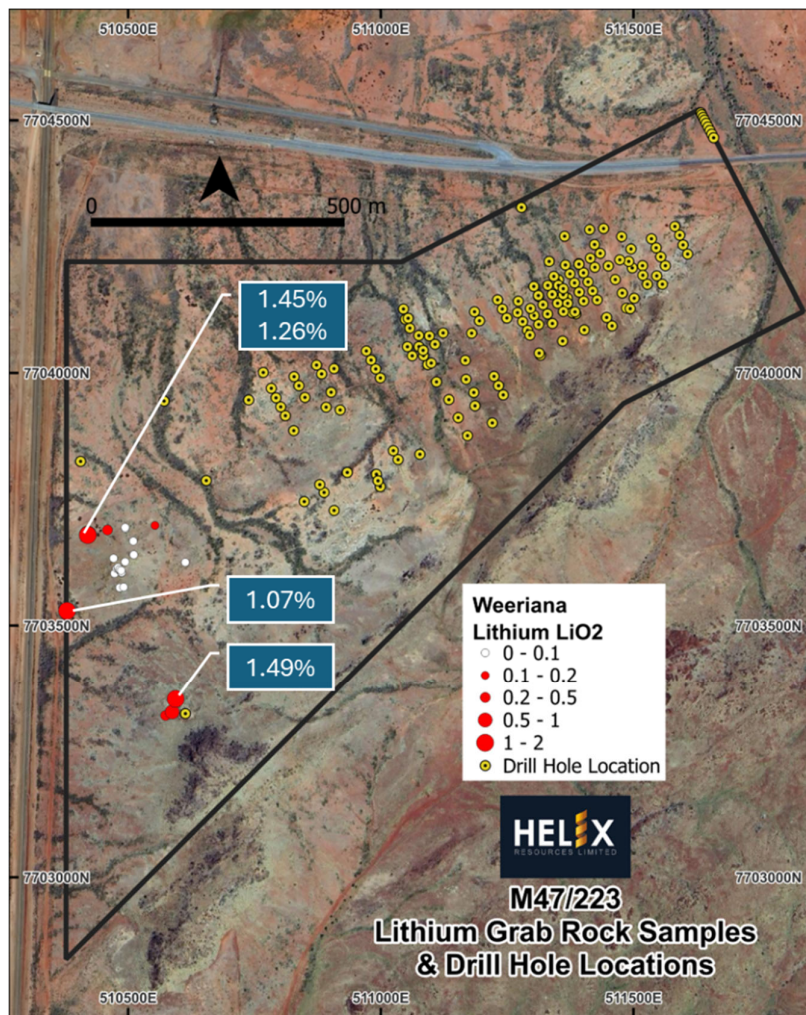 510500E 511000E 511500E
7704500N 7704500N
0 500 m
1.45%
1.26%
7704000N 7704000N
1.07%
Weeriana
Lithium LiO2
0 - 0.1
0.1 - 0.2
0.2 - 0.5
0.5 - 1
1 - 2
Drill Hole Location
7703500N 7703500N
1.49%
HELIX
RESOURCES LIMITED
7703000N 7703000N
M47/223
Lithium Grab Rock Samples
& Drill Hole Locations
510500E 511000E 511500E